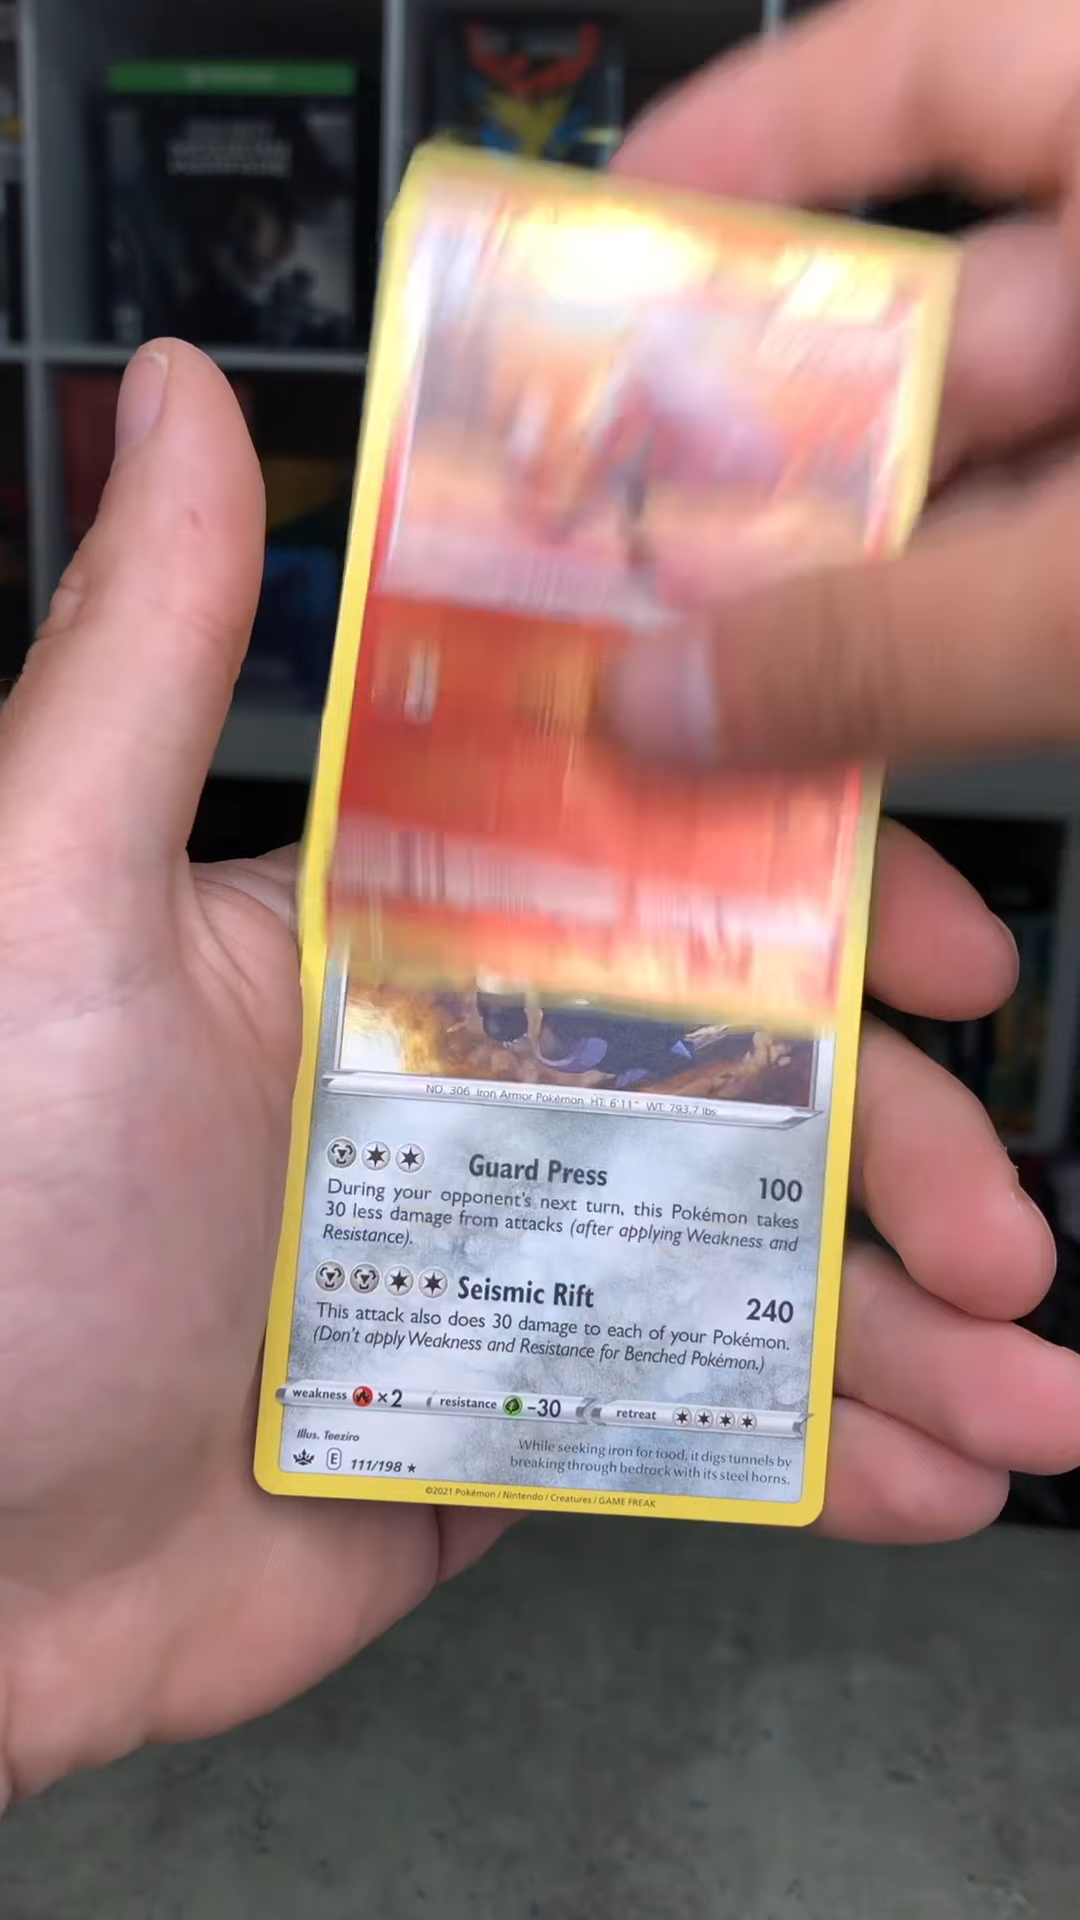 NO. 306 Iron Armor Pokémon HT: 6'11" WT: 793.7 lbs.
Guard Press 100
During your opponent's next turn, this Pokémon takes
30 less damage from attacks (after applying Weakness and
Resistance).
Seismic Rift 240
This attack also does 30 damage to each of your Pokémon.
(Don't apply Weakness and Resistance for Benched Pokémon.)
weakness ×2 resistance -30 retreat
Illus. Teeziro
E 111/198 ★
While seeking iron for food, it digs tunnels by
breaking through bedrock with its steel horns.
©2021 Pokémon / Nintendo / Creatures / GAME FREAK